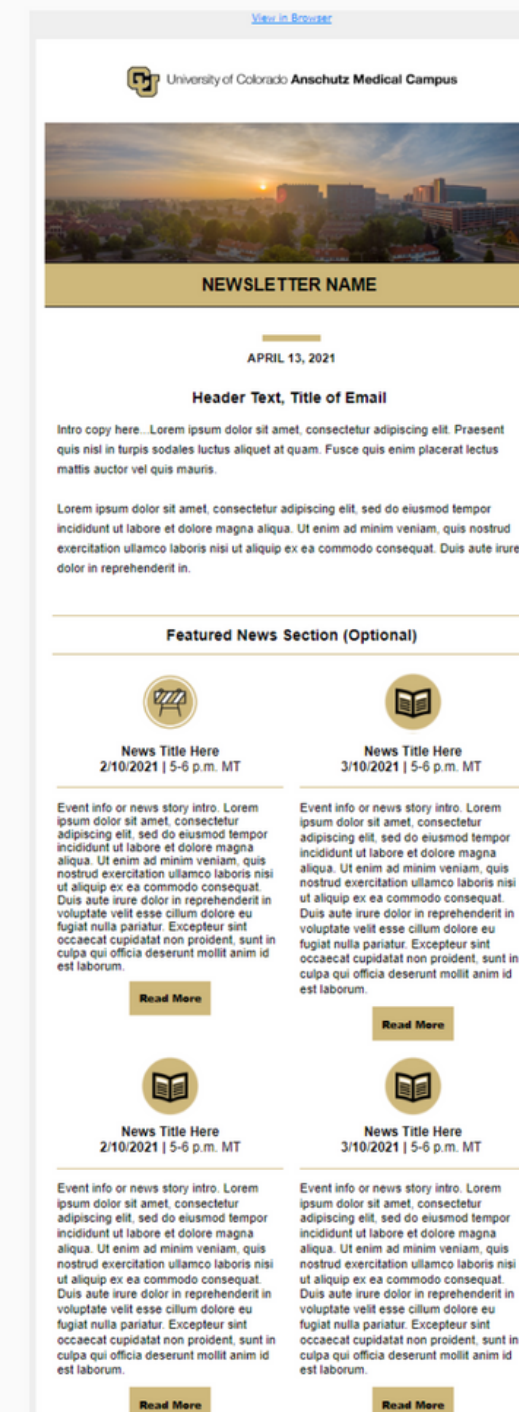 View in Browser
University of Colorado Anschutz Medical Campus
NEWSLETTER NAME
APRIL 13, 2021
Header Text, Title of Email
Intro copy here...Lorem ipsum dolor sit amet, consectetur adipiscing elit. Praesent
quis nisl in turpis sodales luctus aliquet at quam. Fusce quis enim placerat lectus
mattis auctor vel quis mauris.
Lorem ipsum dolor sit amet, consectetur adipiscing elit, sed do eiusmod tempor
incididunt ut labore et dolore magna aliqua. Ut enim ad minim veniam, quis nostrud
exercitation ullamco laboris nisi ut aliquip ex ea commodo consequat. Duis aute irure
dolor in reprehenderit in.
Featured News Section (Optional)
News Title Here
2/10/2021 | 5-6 p.m. MT
Event info or news story intro. Lorem
ipsum dolor sit amet, consectetur
adipiscing elit, sed do eiusmod tempor
incididunt ut labore et dolore magna
aliqua. Ut enim ad minim veniam, quis
nostrud exercitation ullamco laboris nisi
ut aliquip ex ea commodo consequat.
Duis aute irure dolor in reprehenderit in
voluptate velit esse cillum dolore eu
fugiat nulla pariatur. Excepteur sint
occaecat cupidatat non proident, sunt in
culpa qui officia deserunt mollit anim id
est laborum.
Read More
News Title Here
3/10/2021 | 5-6 p.m. MT
Event info or news story intro. Lorem
ipsum dolor sit amet, consectetur
adipiscing elit, sed do eiusmod tempor
incididunt ut labore et dolore magna
aliqua. Ut enim ad minim veniam, quis
nostrud exercitation ullamco laboris nisi
ut aliquip ex ea commodo consequat.
Duis aute irure dolor in reprehenderit in
voluptate velit esse cillum dolore eu
fugiat nulla pariatur. Excepteur sint
occaecat cupidatat non proident, sunt in
culpa qui officia deserunt mollit anim id
est laborum.
Read More
News Title Here
2/10/2021 | 5-6 p.m. MT
Event info or news story intro. Lorem
ipsum dolor sit amet, consectetur
adipiscing elit, sed do eiusmod tempor
incididunt ut labore et dolore magna
aliqua. Ut enim ad minim veniam, quis
nostrud exercitation ullamco laboris nisi
ut aliquip ex ea commodo consequat.
Duis aute irure dolor in reprehenderit in
voluptate velit esse cillum dolore eu
fugiat nulla pariatur. Excepteur sint
occaecat cupidatat non proident, sunt in
culpa qui officia deserunt mollit anim id
est laborum.
Read More
News Title Here
3/10/2021 | 5-6 p.m. MT
Event info or news story intro. Lorem
ipsum dolor sit amet, consectetur
adipiscing elit, sed do eiusmod tempor
incididunt ut labore et dolore magna
aliqua. Ut enim ad minim veniam, quis
nostrud exercitation ullamco laboris nisi
ut aliquip ex ea commodo consequat.
Duis aute irure dolor in reprehenderit in
voluptate velit esse cillum dolore eu
fugiat nulla pariatur. Excepteur sint
occaecat cupidatat non proident, sunt in
culpa qui officia deserunt mollit anim id
est laborum.
Read More